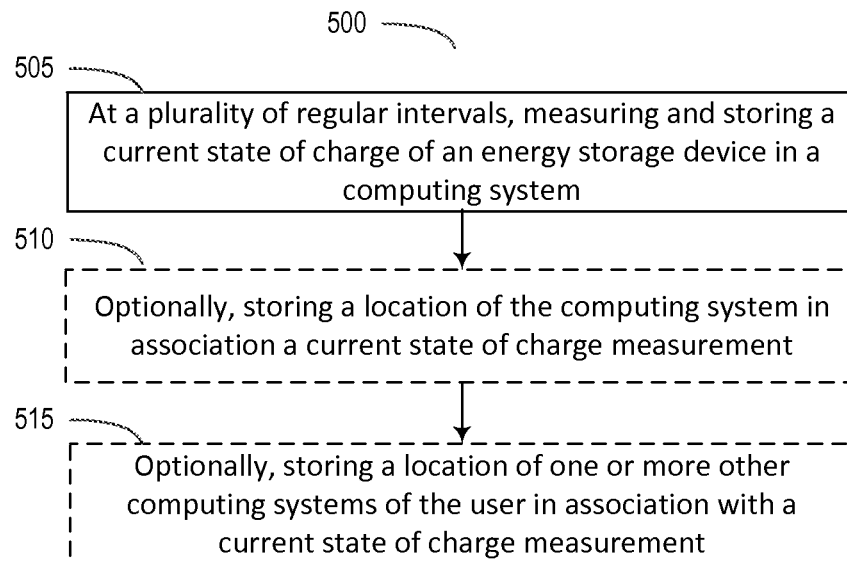 500
505
At a plurality of regular intervals, measuring and storing a
current state of charge of an energy storage device in a
computing system
510
Optionally, storing a location of the computing system in
association a current state of charge measurement
515
Optionally, storing a location of one or more other
computing systems of the user in association with a
current state of charge measurement